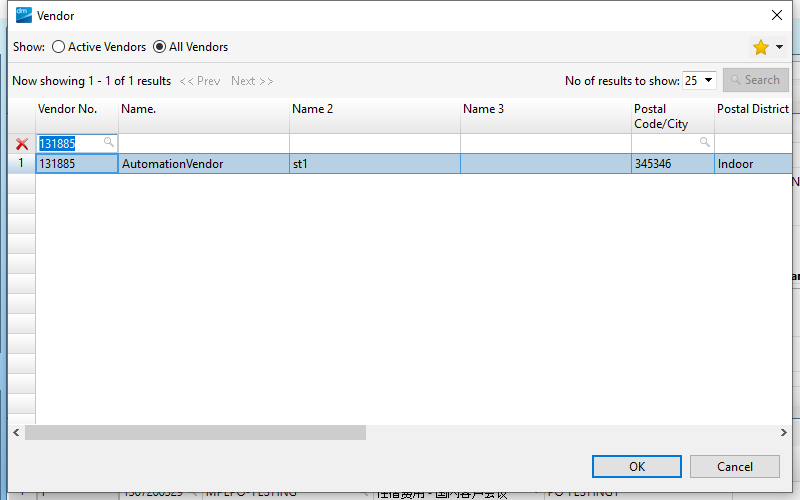 dm Vendor
Show: Active Vendors All Vendors
Now showing 1 - 1 of 1 results << Prev Next >> No of results to show: 25 Search
Vendor No. Name. Name 2 Name 3 Postal Code/City Postal District
131885
1 131885 AutomationVendor st1 345346 Indoor
OK Cancel